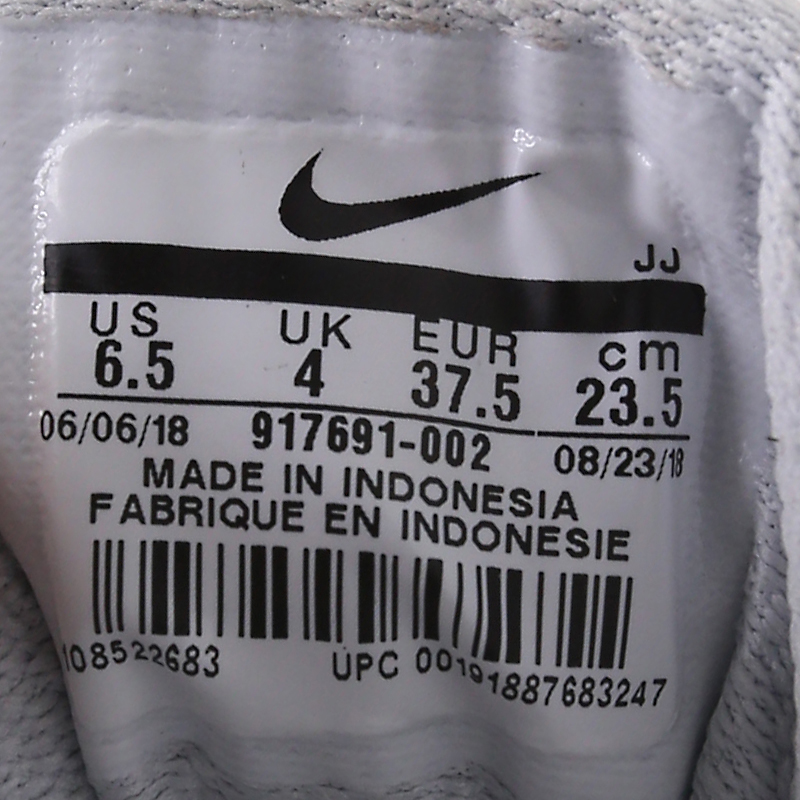 JJ
US UK EUR cm
6.5 4 37.5 23.5
06/06/18 917691-002 08/23/18
MADE IN INDONESIA
FABRIQUE EN INDONESIE
108522683 UPC 00191887683247